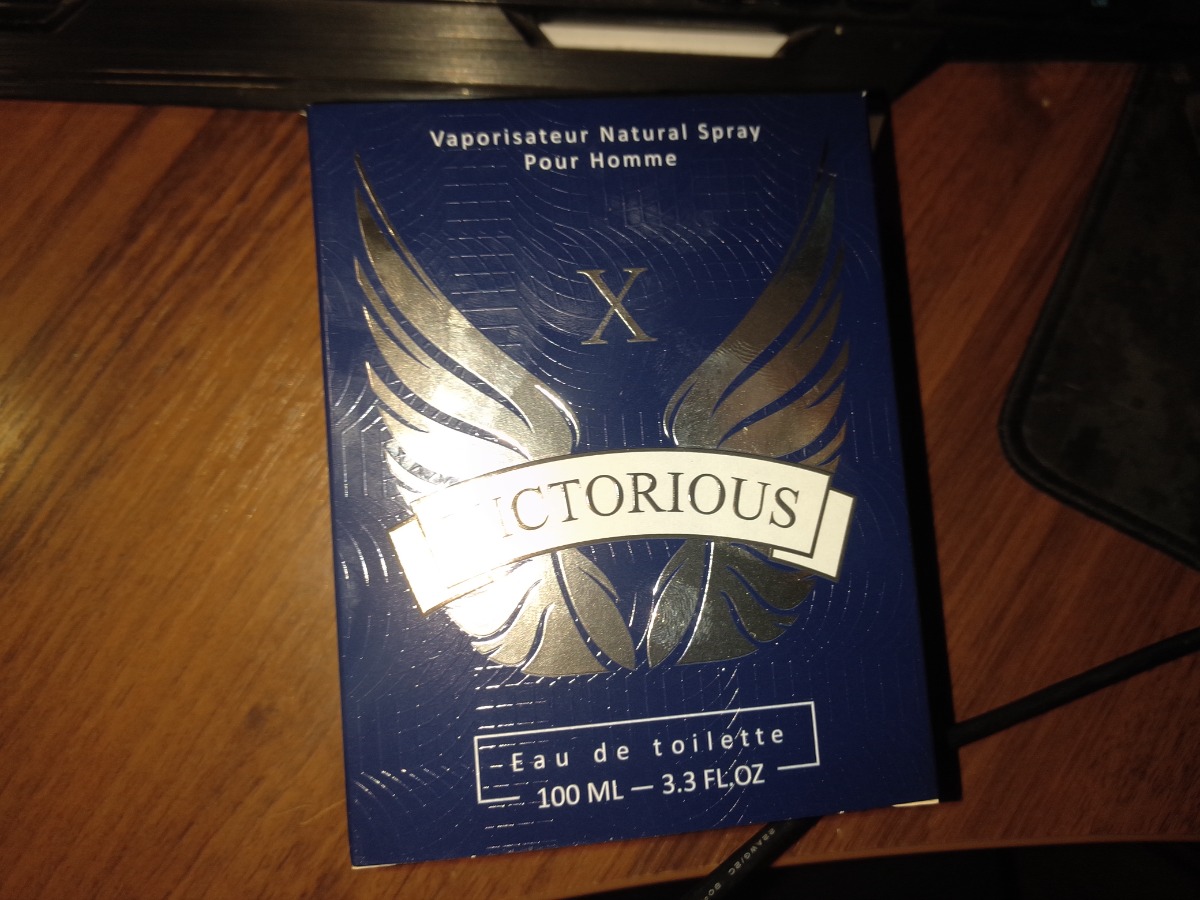 Vaporisateur Natural Spray
Pour Homme
X
VICTORIOUS
Eau de toilette
100 ML — 3.3 FL.OZ